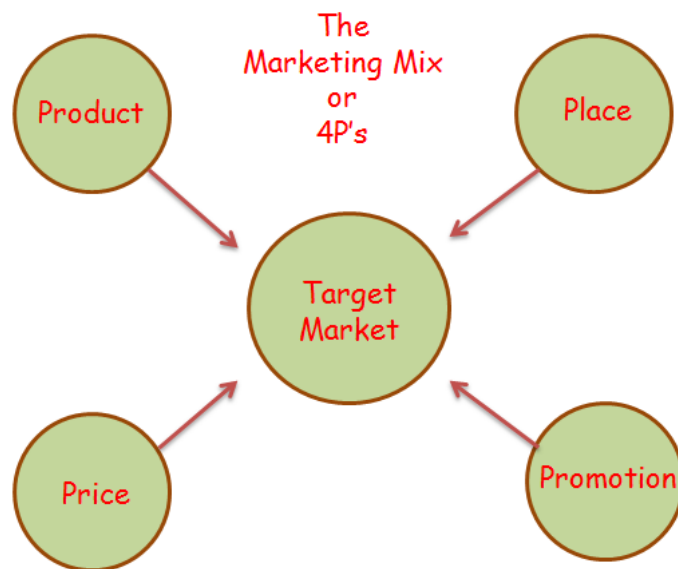 The
Marketing Mix
or
4P's
Product
Place
Target
Market
Price
Promotion